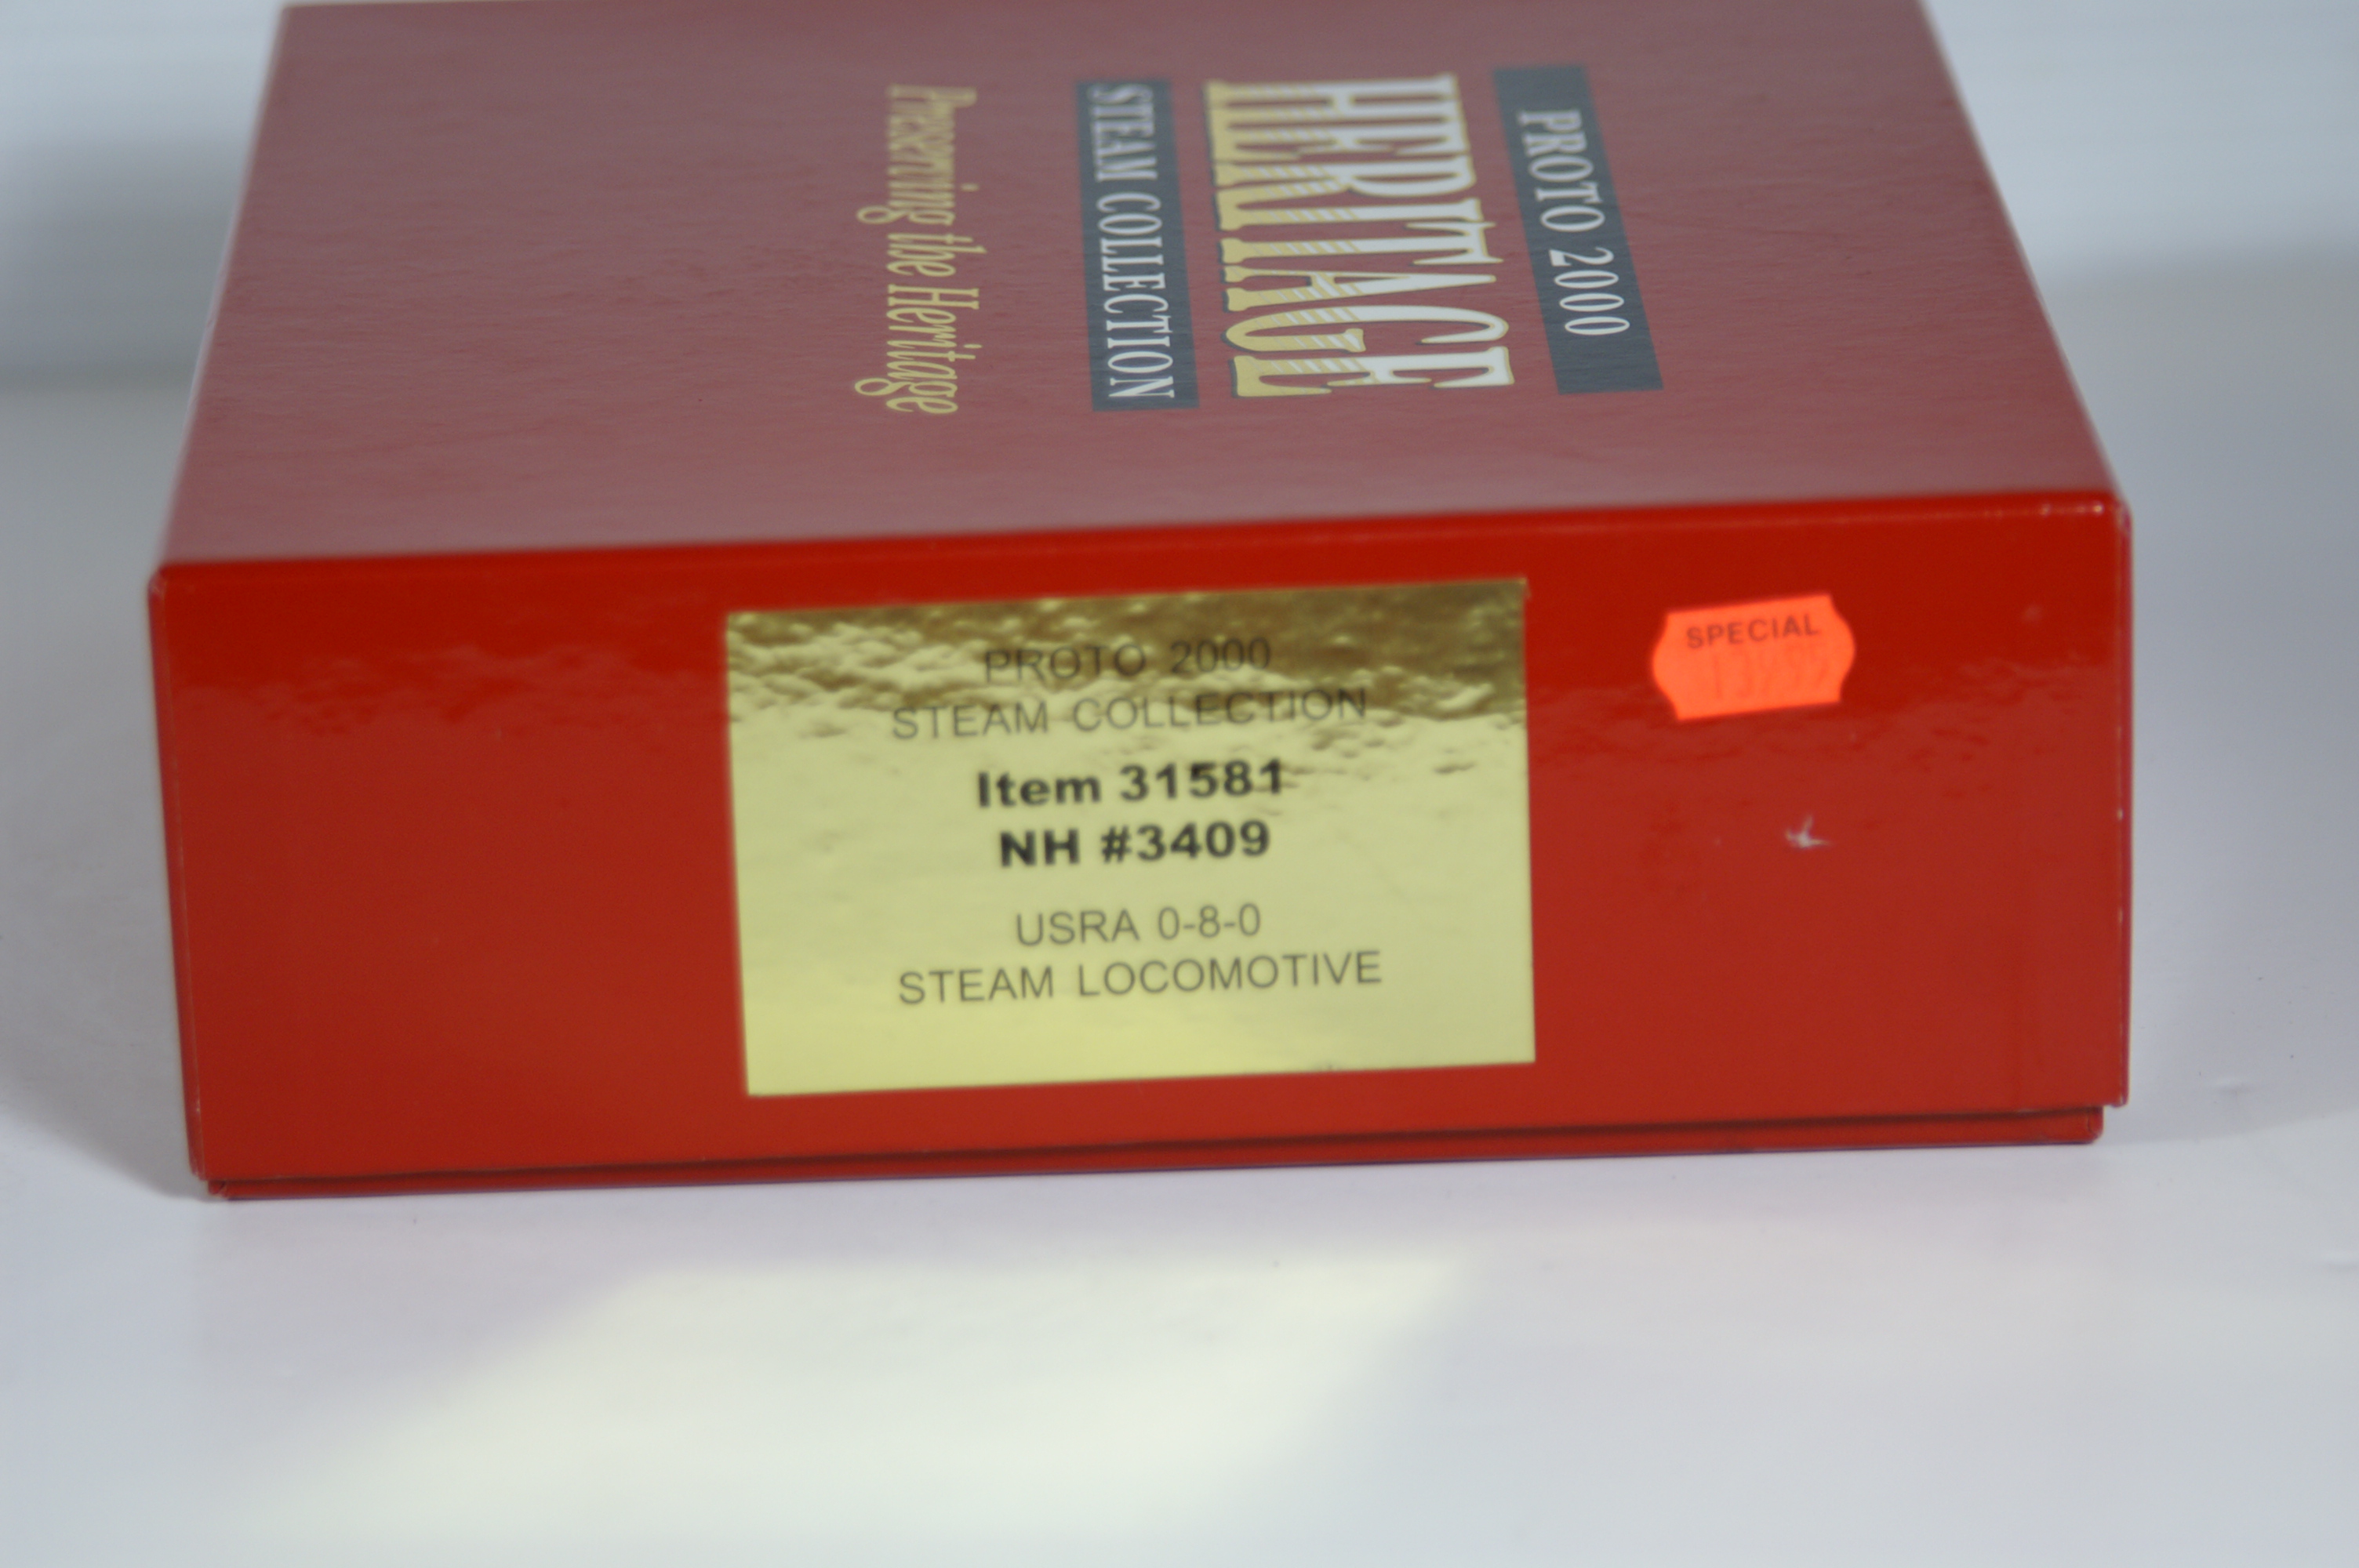 PROTO 2000
HERITAGE
STEAM COLLECTION
Preserving the Heritage
PROTO 2000
STEAM COLLECTION
Item 31581
NH #3409
USRA 0-8-0
STEAM LOCOMOTIVE
SPECIAL